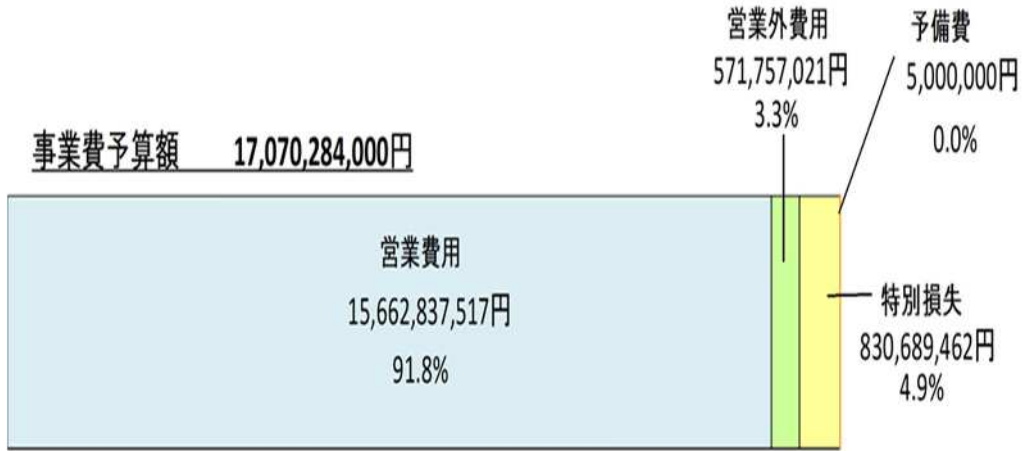 営業外費用
571,757,021円
3.3%
予備費
5,000,000円
0.0%
事業費予算額 17,070,284,000円
営業費用
15,662,837,517円
91.8%
特別損失
830,689,462円
4.9%